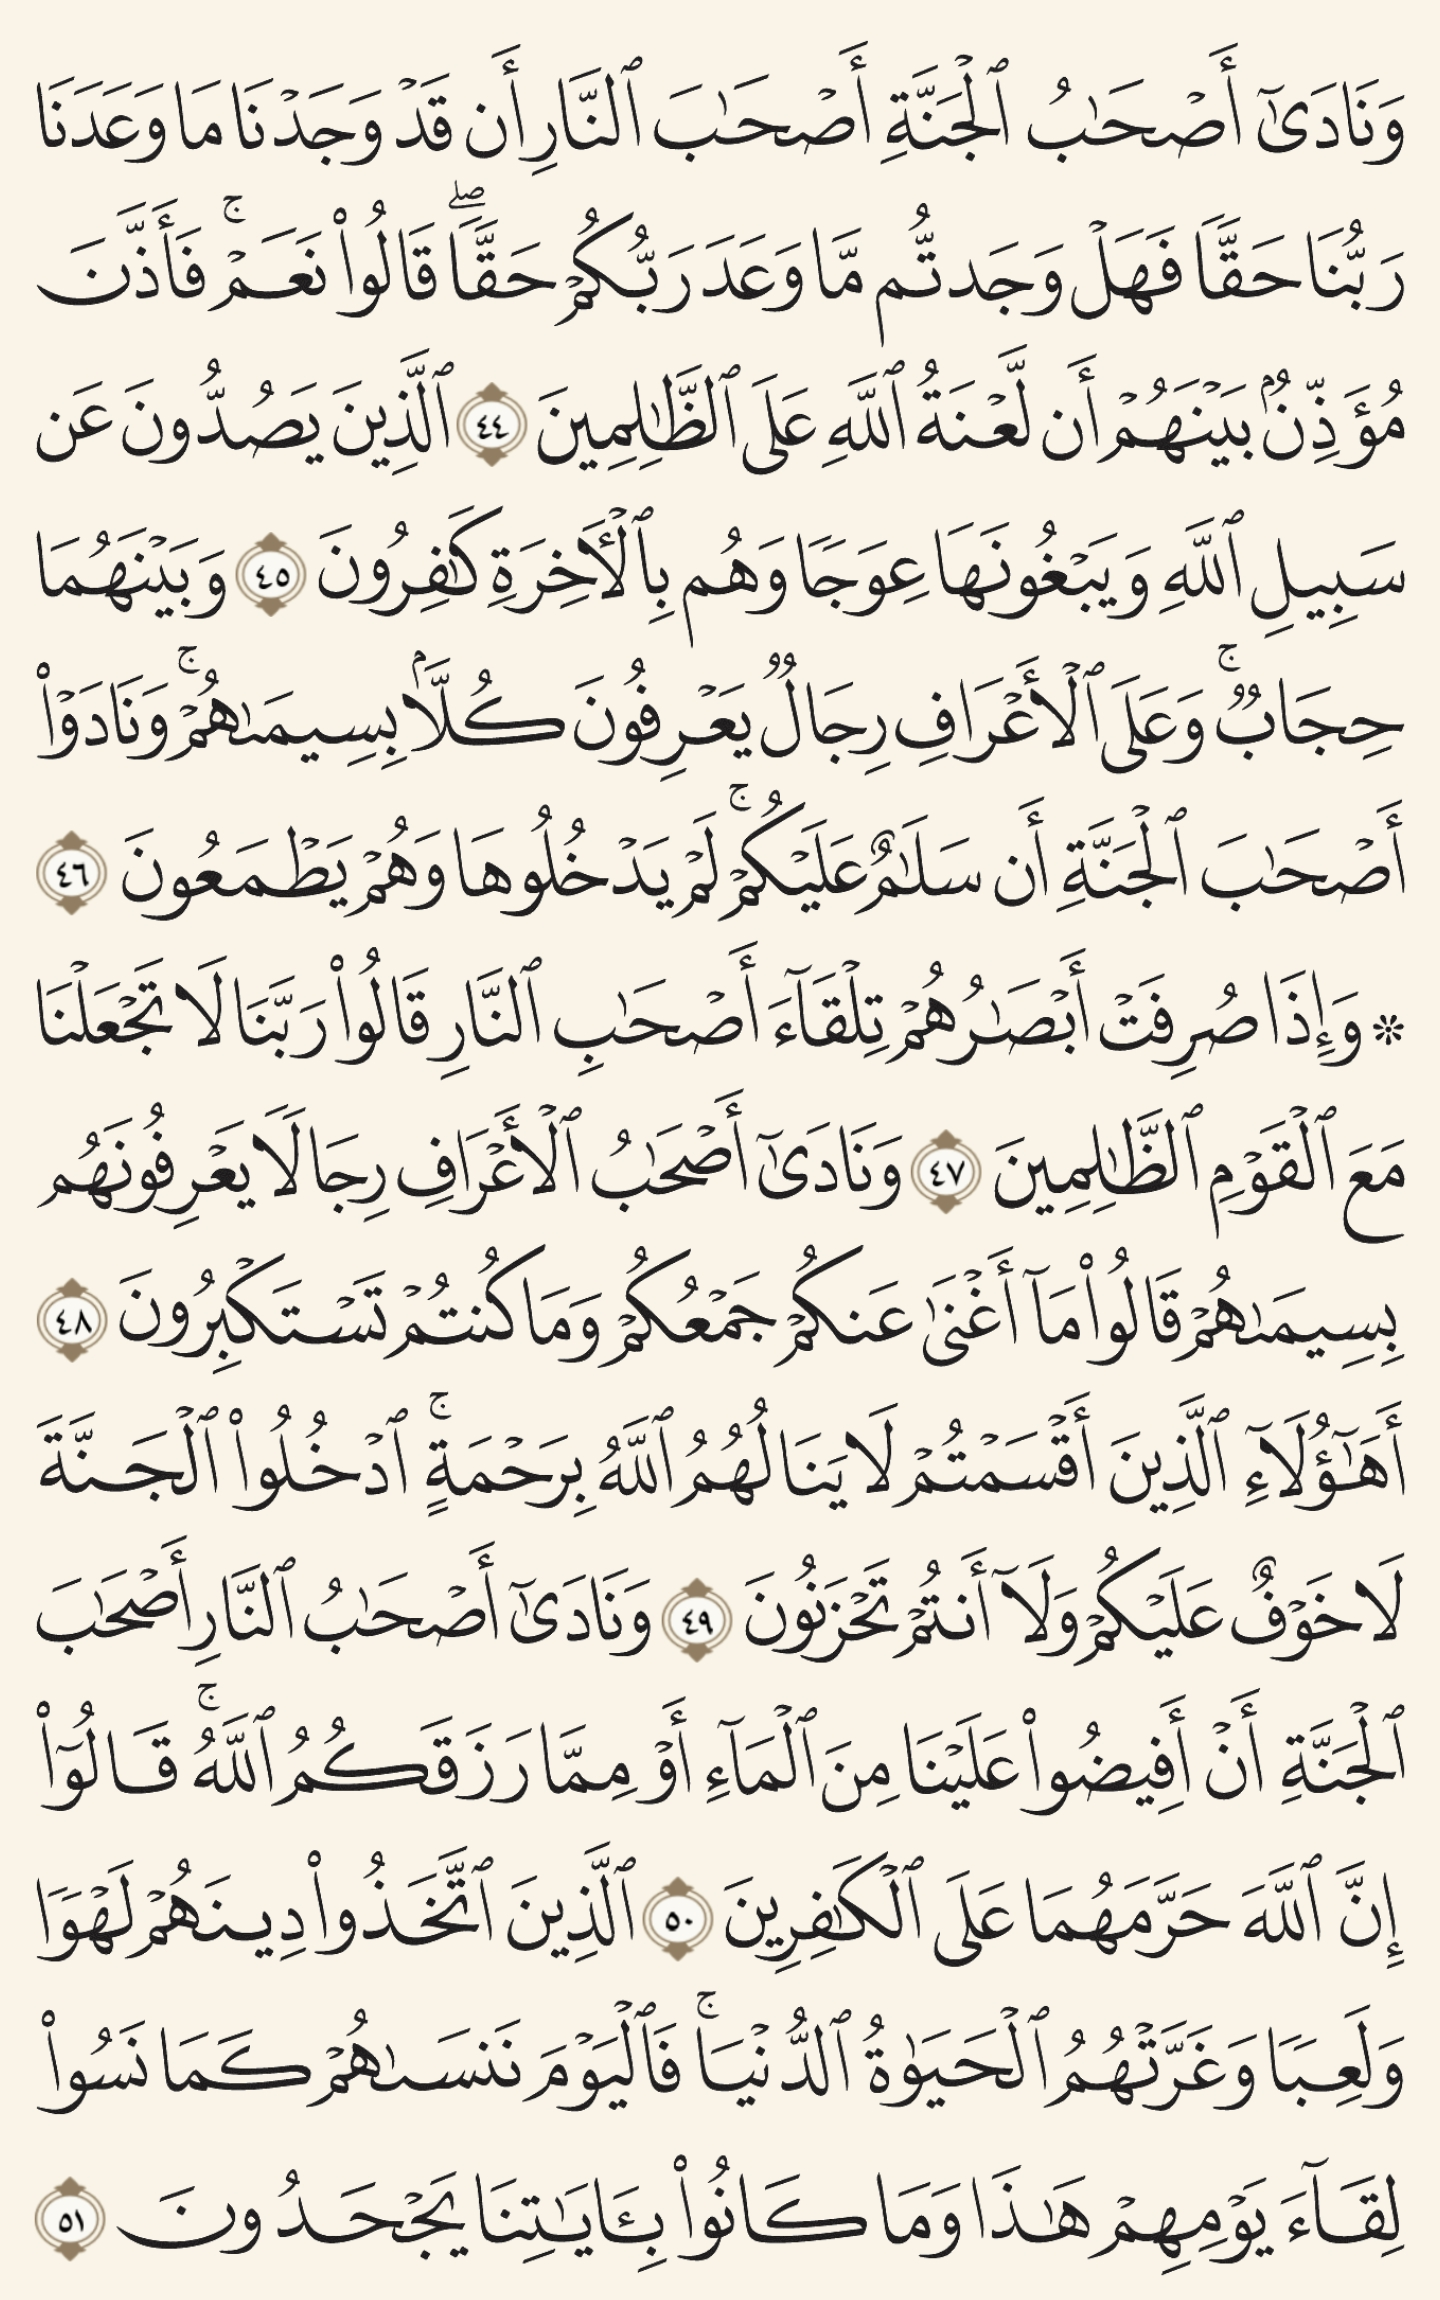 وَنَادَىٰٓ أَصۡحَٰبُ ٱلۡجَنَّةِ أَصۡحَٰبَ ٱلنَّارِ أَن قَدۡ وَجَدۡنَا مَا وَعَدَنَا
رَبُّنَا حَقّٗا فَهَلۡ وَجَدتُّم مَّا وَعَدَ رَبُّكُمۡ حَقّٗاۖ قَالُواْ نَعَمۡۚ فَأَذَّنَ
مُؤَذِّنُۢ بَيۡنَهُمۡ أَن لَّعۡنَةُ ٱللَّهِ عَلَى ٱلظَّٰلِمِينَ ٤٤ ٱلَّذِينَ يَصُدُّونَ عَن
سَبِيلِ ٱللَّهِ وَيَبۡغُونَهَا عِوَجٗا وَهُم بِٱلۡأٓخِرَةِ كَٰفِرُونَ ٤٥ وَبَيۡنَهُمَا
حِجَابٞۚ وَعَلَى ٱلۡأَعۡرَافِ رِجَالٞ يَعۡرِفُونَ كُلَّۢا بِسِيمَىٰهُمۡۚ وَنَادَوۡاْ
أَصۡحَٰبَ ٱلۡجَنَّةِ أَن سَلَٰمٌ عَلَيۡكُمۡۚ لَمۡ يَدۡخُلُوهَا وَهُمۡ يَطۡمَعُونَ ٤٦
۞ وَإِذَا صُرِفَتۡ أَبۡصَٰرُهُمۡ تِلۡقَآءَ أَصۡحَٰبِ ٱلنَّارِ قَالُواْ رَبَّنَا لَا تَجۡعَلۡنَا
مَعَ ٱلۡقَوۡمِ ٱلظَّٰلِمِينَ ٤٧ وَنَادَىٰٓ أَصۡحَٰبُ ٱلۡأَعۡرَافِ رِجَالٗا يَعۡرِفُونَهُم
بِسِيمَىٰهُمۡ قَالُواْ مَآ أَغۡنَىٰ عَنكُمۡ جَمۡعُكُمۡ وَمَا كُنتُمۡ تَسۡتَكۡبِرُونَ ٤٨
أَهَٰٓؤُلَآءِ ٱلَّذِينَ أَقۡسَمۡتُمۡ لَا يَنَالُهُمُ ٱللَّهُ بِرَحۡمَةٍۚ ٱدۡخُلُواْ ٱلۡجَنَّةَ
لَا خَوۡفٌ عَلَيۡكُمۡ وَلَآ أَنتُمۡ تَحۡزَنُونَ ٤٩ وَنَادَىٰٓ أَصۡحَٰبُ ٱلنَّارِ أَصۡحَٰبَ
ٱلۡجَنَّةِ أَنۡ أَفِيضُواْ عَلَيۡنَا مِنَ ٱلۡمَآءِ أَوۡ مِمَّا رَزَقَكُمُ ٱللَّهُۚ قَالُوٓاْ
إِنَّ ٱللَّهَ حَرَّمَهُمَا عَلَى ٱلۡكَٰفِرِينَ ٥٠ ٱلَّذِينَ ٱتَّخَذُواْ دِينَهُمۡ لَهۡوٗا
وَلَعِبٗا وَغَرَّتۡهُمُ ٱلۡحَيَوٰةُ ٱلدُّنۡيَاۚ فَٱلۡيَوۡمَ نَنسَىٰهُمۡ كَمَا نَسُواْ
لِقَآءَ يَوۡمِهِمۡ هَٰذَا وَمَا كَانُواْ بِـَٔايَٰتِنَا يَجۡحَدُونَ ٥١